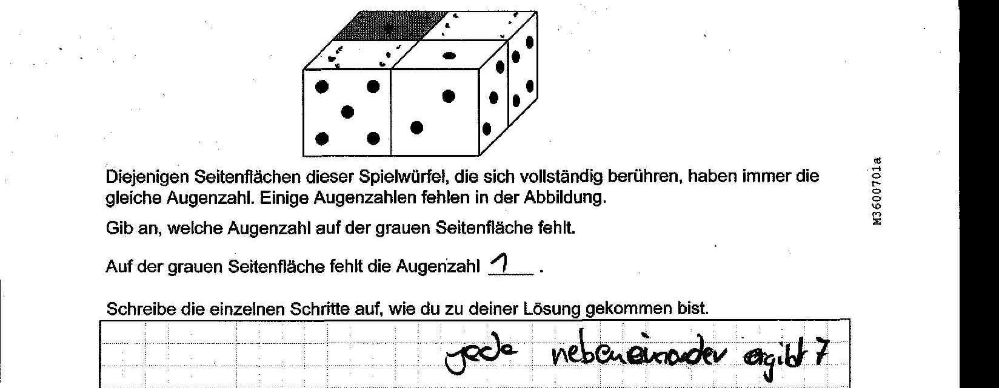 Diejenigen Seitenflächen dieser Spielwürfel, die sich vollständig berühren, haben immer die
gleiche Augenzahl. Einige Augenzahlen fehlen in der Abbildung.
Gib an, welche Augenzahl auf der grauen Seitenfläche fehlt.
Auf der grauen Seitenfläche fehlt die Augenzahl 1 .
Schreibe die einzelnen Schritte auf, wie du zu deiner Lösung gekommen bist.
jede nebeneinander ergibt 7
M3600701a